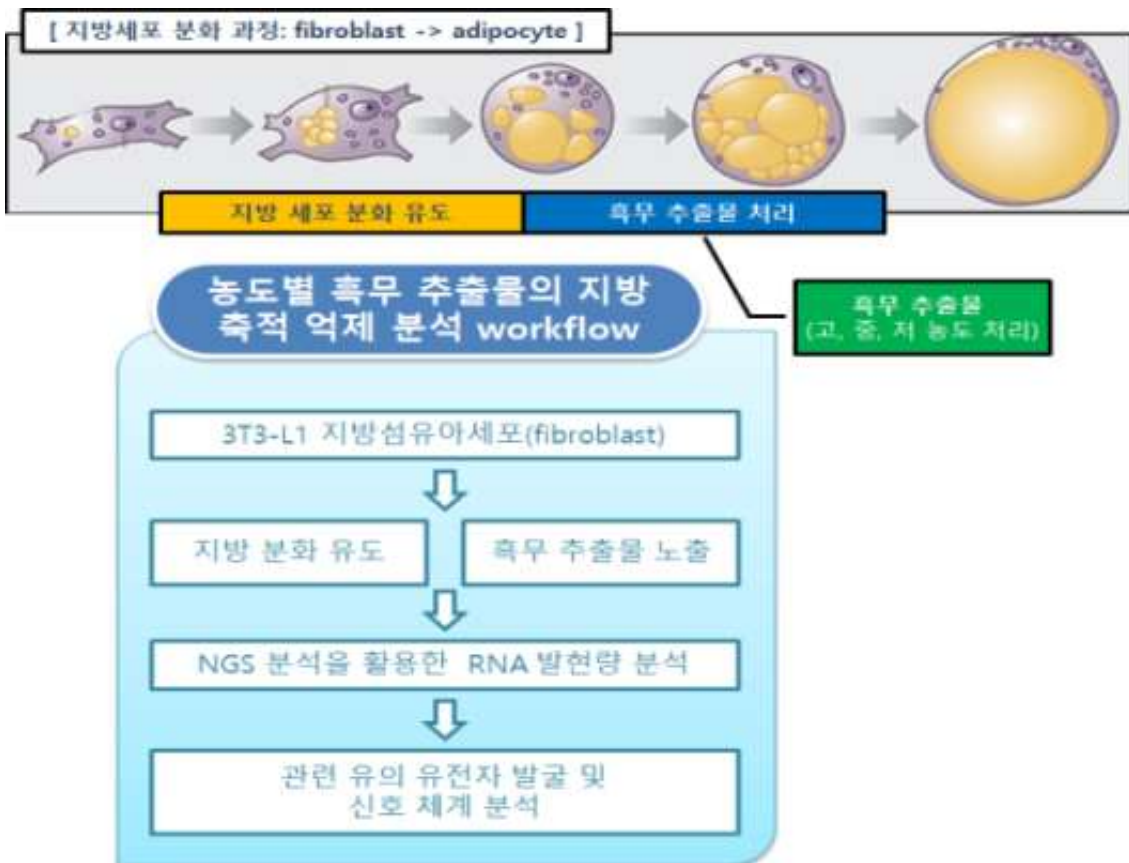 [ 지방세포 분화 과정: fibroblast -> adipocyte ]
지방 세포 분화 유도
흑무 추출물 처리
흑무 추출물
(고, 중, 저 농도 처리)
농도별 흑무 추출물의 지방
축적 억제 분석 workflow
3T3-L1 지방섬유아세포(fibroblast)
지방 분화 유도
흑무 추출물 노출
NGS 분석을 활용한 RNA 발현량 분석
관련 유의 유전자 발굴 및
신호 체계 분석